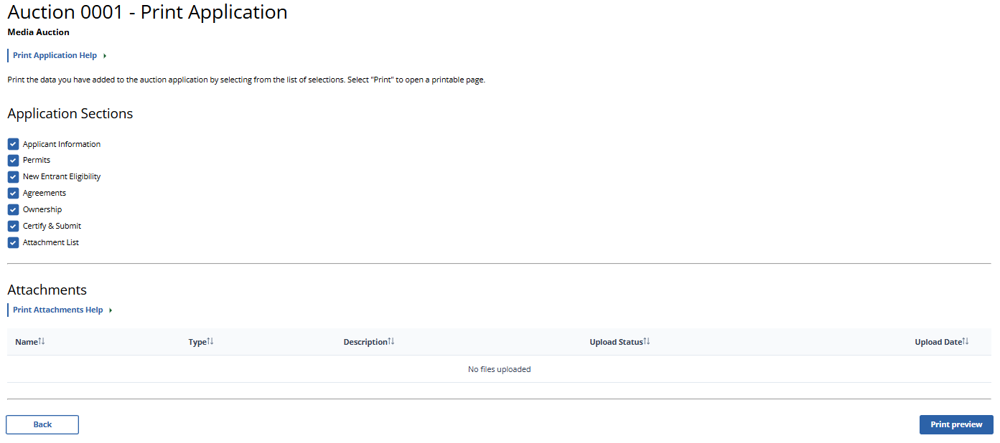 Auction 0001 - Print Application
Media Auction
Print Application Help
Print the data you have added to the auction application by selecting from the list of selections. Select "Print" to open a printable page.
Application Sections
Applicant Information
Permits
New Entrant Eligibility
Agreements
Ownership
Certify & Submit
Attachment List
Attachments
Print Attachments Help
Name Type Description Upload Status Upload Date
No files uploaded
Back Print preview